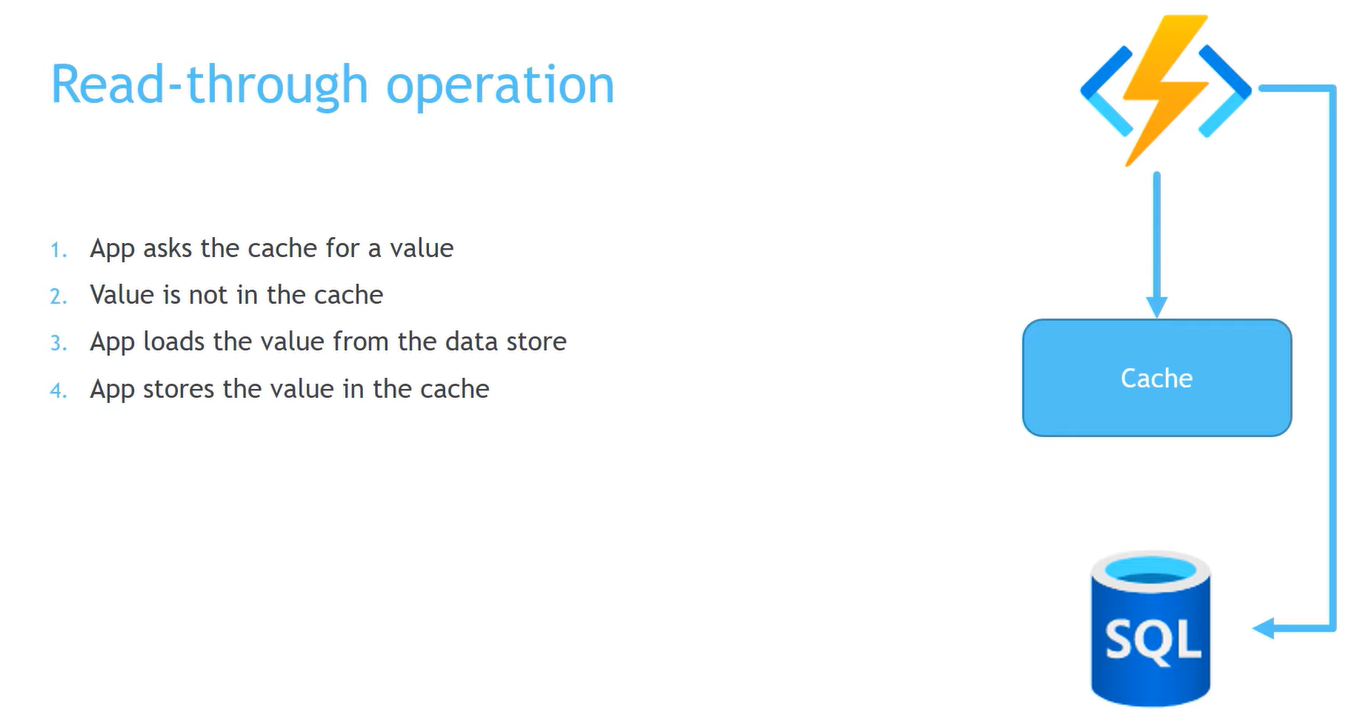 Read-through operation
1. App asks the cache for a value
2. Value is not in the cache
3. App loads the value from the data store
4. App stores the value in the cache
Cache
SQL